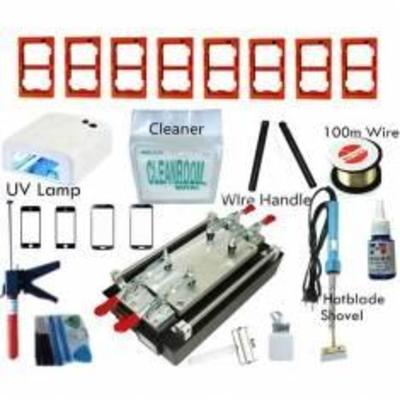 Cleaner
100m Wire
CLEANROOM
UV Lamp
WIre Handle
Hotblade
Shovel